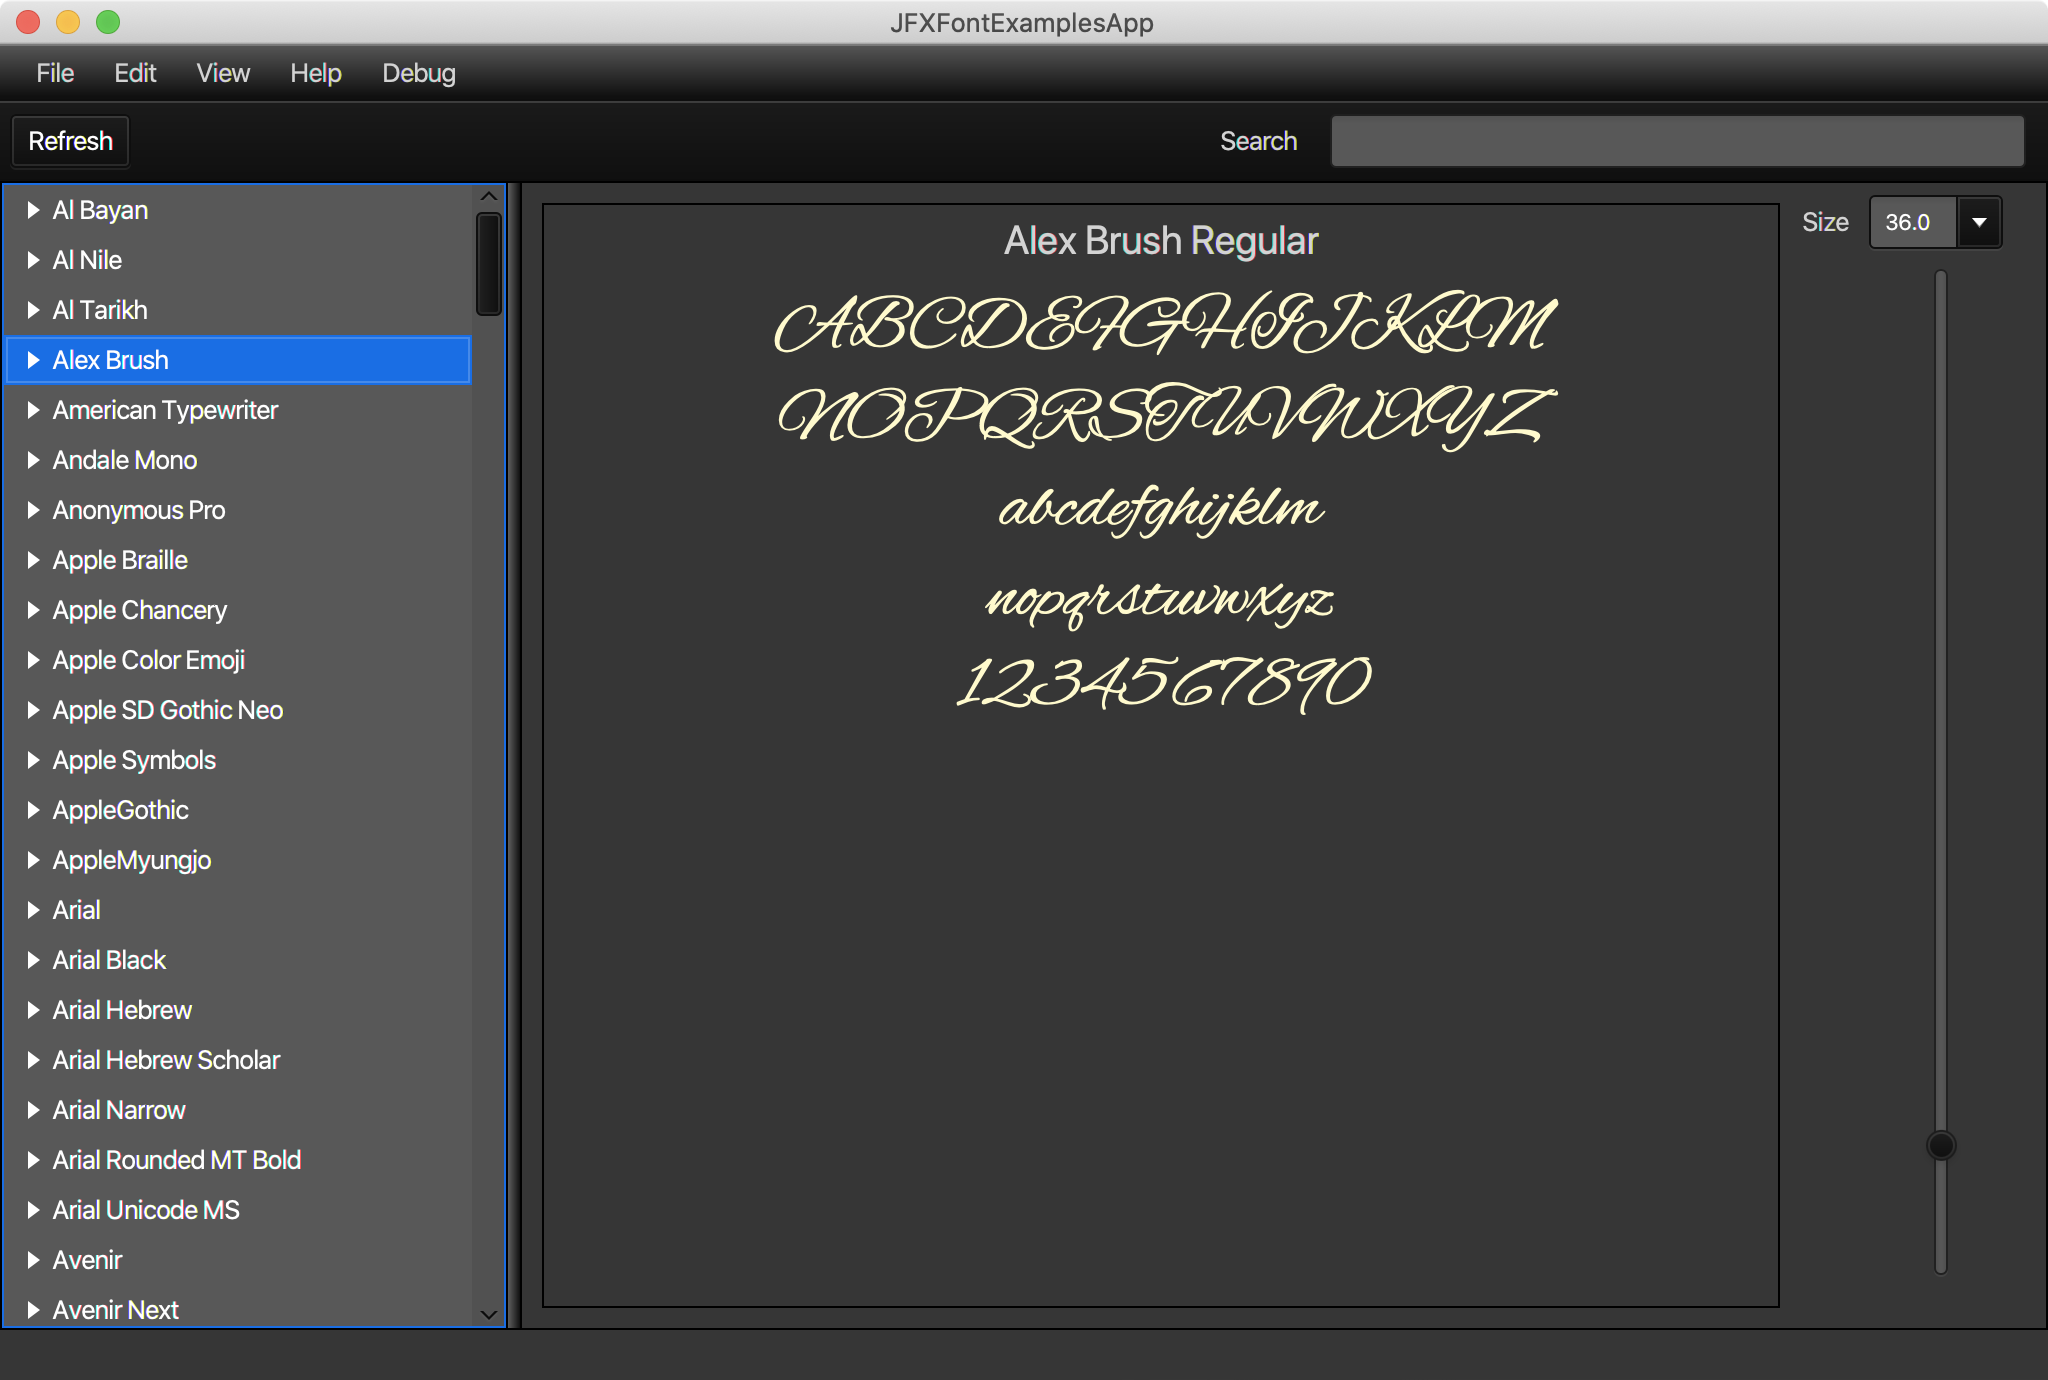 JFXFontExamplesApp
File Edit View Help Debug
Refresh Search
Al Bayan
Al Nile
Al Tarikh
Alex Brush
American Typewriter
Andale Mono
Anonymous Pro
Apple Braille
Apple Chancery
Apple Color Emoji
Apple SD Gothic Neo
Apple Symbols
AppleGothic
AppleMyungjo
Arial
Arial Black
Arial Hebrew
Arial Hebrew Scholar
Arial Narrow
Arial Rounded MT Bold
Arial Unicode MS
Avenir
Avenir Next
Alex Brush Regular
ABCDEFGHIJKLM
NOPQRSTUVWXYZ
abcdefghijklm
nopqrstuvwxyz
1234567890
Size 36.0